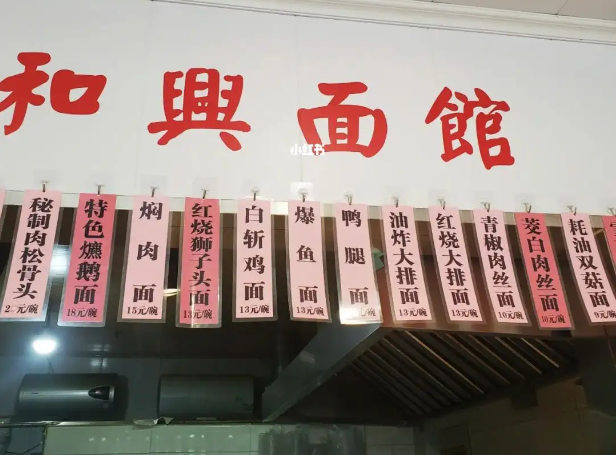 和興面館
小红书
秘制肉松骨头
特色爊鹅面
18元/碗
焖肉面
15元/碗
红烧狮子头面
13元/碗
白斩鸡面
13元/碗
爆鱼面
13元/碗
鸭腿面
油炸大排面
13元/碗
红烧大排面
13元/碗
青椒肉丝面
10元/碗
茭白肉丝面
10元/碗
耗油双菇面
9元/碗